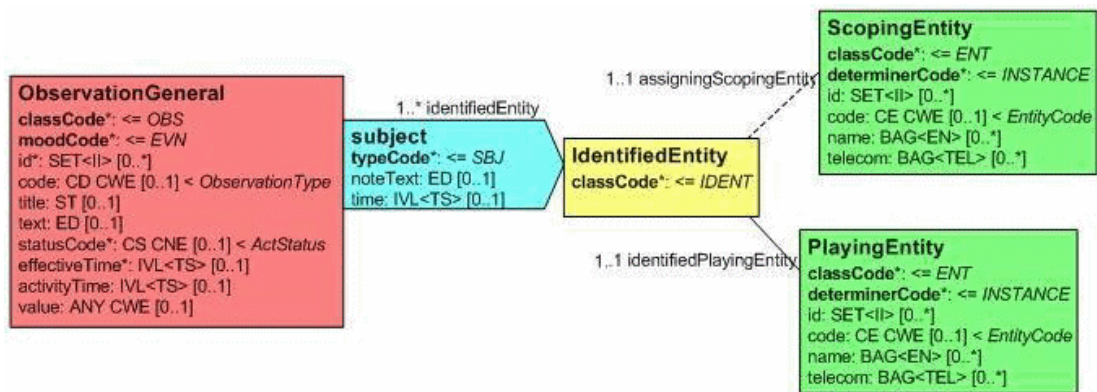 ObservationGeneral
classCode*: <= OBS
moodCode*: <= EVN
id*: SET<II> [0..*]
code: CD CWE [0..1] < ObservationType
title: ST [0..1]
text: ED [0..1]
statusCode*: CS CNE [0..1] < ActStatus
effectiveTime*: IVL<TS> [0..1]
activityTime: IVL<TS> [0..1]
value: ANY CWE [0..1]
1..* identifiedEntity
subject
typeCode*: <= SBJ
noteText: ED [0..1]
time: IVL<TS> [0..1]
IdentifiedEntity
classCode*: <= IDENT
1..1 assigningScopingEntity
ScopingEntity
classCode*: <= ENT
determinerCode*: <= INSTANCE
id: SET<II> [0..*]
code: CE CWE [0..1] < EntityCode
name: BAG<EN> [0..*]
telecom: BAG<TEL> [0..*]
1..1 identifiedPlayingEntity
PlayingEntity
classCode*: <= ENT
determinerCode*: <= INSTANCE
id: SET<II> [0..*]
code: CE CWE [0..1] < EntityCode
name: BAG<EN> [0..*]
telecom: BAG<TEL> [0..*]